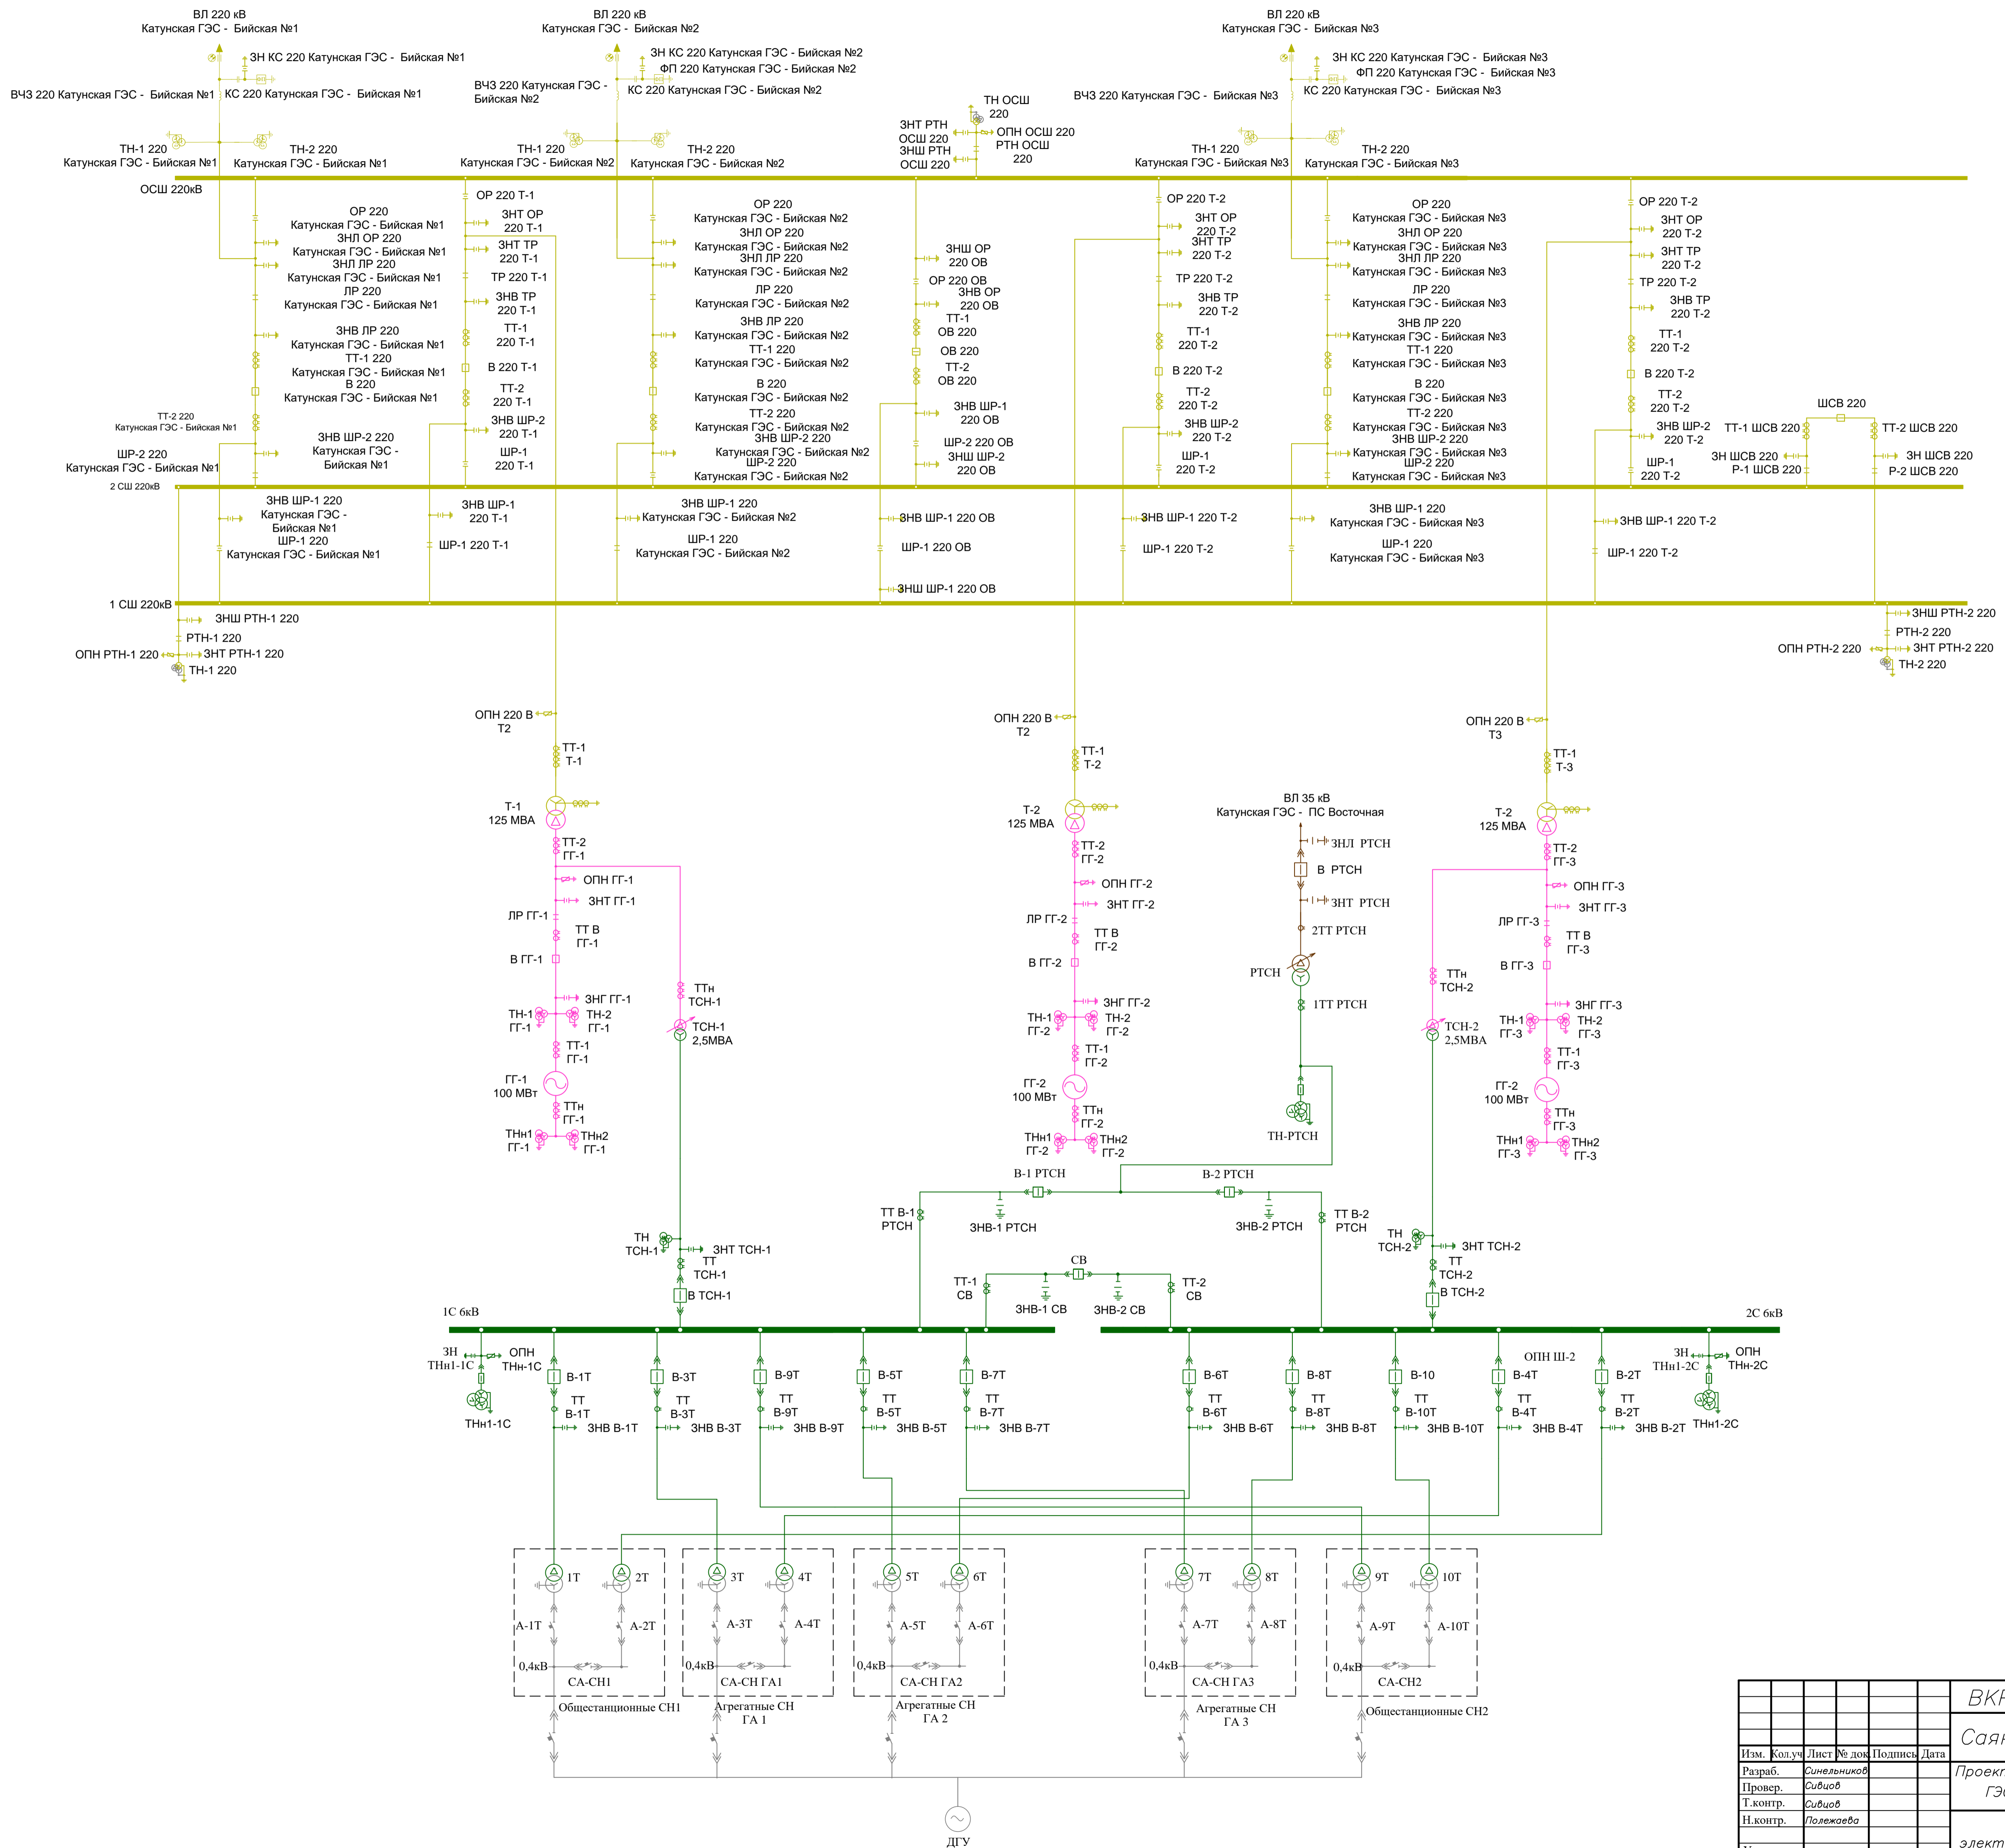 ВЛ 220 кВ
Катунская ГЭС - Бийская №1
ВЛ 220 кВ
Катунская ГЭС - Бийская №2
ВЛ 220 кВ
Катунская ГЭС - Бийская №3
ЗН КС 220 Катунская ГЭС - Бийская №1
ВЧЗ 220 Катунская ГЭС - Бийская №1
КС 220 Катунская ГЭС - Бийская №1
ЗН КС 220 Катунская ГЭС - Бийская №2
ФП 220 Катунская ГЭС - Бийская №2
ВЧЗ 220 Катунская ГЭС -
Бийская №2
КС 220 Катунская ГЭС - Бийская №2
ЗН КС 220 Катунская ГЭС - Бийская №3
ФП 220 Катунская ГЭС - Бийская №3
ВЧЗ 220 Катунская ГЭС - Бийская №3
КС 220 Катунская ГЭС - Бийская №3
ТН-1 220
Катунская ГЭС - Бийская №1
ТН-2 220
Катунская ГЭС - Бийская №1
ТН-1 220
Катунская ГЭС - Бийская №2
ТН-2 220
Катунская ГЭС - Бийская №2
ТН ОСШ
220
ЗНТ РТН
ОСШ 220
ЗНШ РТН
ОСШ 220
ОПН ОСШ 220
РТН ОСШ
220
ТН-1 220
Катунская ГЭС - Бийская №3
ТН-2 220
Катунская ГЭС - Бийская №3
ОСШ 220кВ
ОР 220
Катунская ГЭС - Бийская №1
ЗНЛ ОР 220
Катунская ГЭС - Бийская №1
ЗНЛ ЛР 220
Катунская ГЭС - Бийская №1
ЛР 220
Катунская ГЭС - Бийская №1
ЗНВ ЛР 220
Катунская ГЭС - Бийская №1
ТТ-1 220
Катунская ГЭС - Бийская №1
В 220
Катунская ГЭС - Бийская №1
ТТ-2 220
Катунская ГЭС - Бийская №1
ЗНВ ШР-2 220
Катунская ГЭС -
Бийская №1
ШР-2 220
Катунская ГЭС - Бийская №1
ОР 220 Т-1
ЗНТ ОР
220 Т-1
ЗНТ ТР
220 Т-1
ТР 220 Т-1
ЗНВ ТР
220 Т-1
ТТ-1
220 Т-1
В 220 Т-1
ТТ-2
220 Т-1
ЗНВ ШР-2
220 Т-1
ШР-1
220 Т-1
ОР 220
Катунская ГЭС - Бийская №2
ЗНЛ ОР 220
Катунская ГЭС - Бийская №2
ЗНЛ ЛР 220
Катунская ГЭС - Бийская №2
ЛР 220
Катунская ГЭС - Бийская №2
ЗНВ ЛР 220
Катунская ГЭС - Бийская №2
ТТ-1 220
Катунская ГЭС - Бийская №2
В 220
Катунская ГЭС - Бийская №2
ТТ-2 220
Катунская ГЭС - Бийская №2
ЗНВ ШР-2 220
Катунская ГЭС - Бийская №2
ШР-2 220
Катунская ГЭС - Бийская №2
ЗНШ ОР
220 ОВ
ОР 220 ОВ
ЗНВ ОР
220 ОВ
ТТ-1
ОВ 220
ОВ 220
ТТ-2
ОВ 220
ЗНВ ШР-1
220 ОВ
ШР-2 220 ОВ
ЗНШ ШР-2
220 ОВ
ОР 220 Т-2
ЗНТ ОР
220 Т-2
ЗНТ ТР
220 Т-2
ТР 220 Т-2
ЗНВ ТР
220 Т-2
ТТ-1
220 Т-2
В 220 Т-2
ТТ-2
220 Т-2
ЗНВ ШР-2
220 Т-2
ШР-1
220 Т-2
ОР 220
Катунская ГЭС - Бийская №3
ЗНЛ ОР 220
Катунская ГЭС - Бийская №3
ЗНЛ ЛР 220
Катунская ГЭС - Бийская №3
ЛР 220
Катунская ГЭС - Бийская №3
ЗНВ ЛР 220
Катунская ГЭС - Бийская №3
ТТ-1 220
Катунская ГЭС - Бийская №3
В 220
Катунская ГЭС - Бийская №3
ТТ-2 220
Катунская ГЭС - Бийская №3
ЗНВ ШР-2 220
Катунская ГЭС - Бийская №3
ШР-2 220
Катунская ГЭС - Бийская №3
ОР 220 Т-2
ЗНТ ОР
220 Т-2
ЗНТ ТР
220 Т-2
ТР 220 Т-2
ЗНВ ТР
220 Т-2
ТТ-1
220 Т-2
В 220 Т-2
ТТ-2
220 Т-2
ЗНВ ШР-2
220 Т-2
ШР-1
220 Т-2
ШСВ 220
ТТ-1 ШСВ 220
ТТ-2 ШСВ 220
ЗН ШСВ 220
ЗН ШСВ 220
Р-1 ШСВ 220
Р-2 ШСВ 220
2 СШ 220кВ
ЗНВ ШР-1 220
Катунская ГЭС -
Бийская №1
ШР-1 220
Катунская ГЭС - Бийская №1
ЗНВ ШР-1
220 Т-1
ШР-1 220 Т-1
ЗНВ ШР-1 220
Катунская ГЭС - Бийская №2
ШР-1 220
Катунская ГЭС - Бийская №2
ЗНВ ШР-1 220 ОВ
ШР-1 220 ОВ
ЗНШ ШР-1 220 ОВ
ЗНВ ШР-1 220 Т-2
ШР-1 220 Т-2
ЗНВ ШР-1 220
Катунская ГЭС - Бийская №3
ШР-1 220
Катунская ГЭС - Бийская №3
ЗНВ ШР-1 220 Т-2
ШР-1 220 Т-2
1 СШ 220кВ
ЗНШ РТН-1 220
РТН-1 220
ОПН РТН-1 220
ЗНТ РТН-1 220
ТН-1 220
ЗНШ РТН-2 220
РТН-2 220
ОПН РТН-2 220
ЗНТ РТН-2 220
ТН-2 220
ОПН 220 В
Т2
ТТ-1
Т-1
Т-1
125 МВА
ТТ-2
ГГ-1
ОПН ГГ-1
ЗНТ ГГ-1
ЛР ГГ-1
ТТ В
ГГ-1
В ГГ-1
ЗНГ ГГ-1
ТН-1
ГГ-1
ТН-2
ГГ-1
ТТ-1
ГГ-1
ГГ-1
100 МВт
ТТн
ГГ-1
ТНн1
ГГ-1
ТНн2
ГГ-1
ТТн
ТСН-1
ТСН-1
2,5МВА
ОПН 220 В
Т2
ТТ-1
Т-2
Т-2
125 МВА
ТТ-2
ГГ-2
ОПН ГГ-2
ЗНТ ГГ-2
ЛР ГГ-2
ТТ В
ГГ-2
В ГГ-2
ЗНГ ГГ-2
ТН-1
ГГ-2
ТН-2
ГГ-2
ТТ-1
ГГ-2
ГГ-2
100 МВт
ТТн
ГГ-2
ТНн1
ГГ-2
ТНн2
ГГ-2
ВЛ 35 кВ
Катунская ГЭС - ПС Восточная
ЗНЛ РТСН
В РТСН
ЗНТ РТСН
2ТТ РТСН
РТСН
1ТТ РТСН
ТН-РТСН
ОПН 220 В
Т3
ТТ-1
Т-3
Т-2
125 МВА
ТТ-2
ГГ-3
ОПН ГГ-3
ЗНТ ГГ-3
ЛР ГГ-3
ТТ В
ГГ-3
В ГГ-3
ТТн
ТСН-2
ЗНГ ГГ-3
ТН-1
ГГ-3
ТН-2
ГГ-3
ТСН-2
2,5МВА
ТТ-1
ГГ-3
ГГ-2
100 МВт
ТТн
ГГ-3
ТНн1
ГГ-3
ТНн2
ГГ-3
В-1 РТСН
В-2 РТСН
ТТ В-1
РТСН
ЗНВ-1 РТСН
ЗНВ-2 РТСН
ТТ В-2
РТСН
ТН
ТСН-1
ЗНТ ТСН-1
ТТ
ТСН-1
В ТСН-1
СВ
ТТ-1
СВ
ЗНВ-1 СВ
ЗНВ-2 СВ
ТТ-2
СВ
ТН
ТСН-2
ЗНТ ТСН-2
ТТ
ТСН-2
В ТСН-2
1С 6кВ
2С 6кВ
ЗН
ТНн1-1С
ОПН
ТНн-1С
ТНн1-1С
В-1Т
ТТ
В-1Т
ЗНВ В-1Т
В-3Т
ТТ
В-3Т
ЗНВ В-3Т
В-9Т
ТТ
В-9Т
ЗНВ В-9Т
В-5Т
ТТ
В-5Т
ЗНВ В-5Т
В-7Т
ТТ
В-7Т
ЗНВ В-7Т
В-6Т
ТТ
В-6Т
ЗНВ В-6Т
В-8Т
ТТ
В-8Т
ЗНВ В-8Т
В-10
ТТ
В-10Т
ЗНВ В-10Т
ОПН Ш-2
В-4Т
ТТ
В-4Т
ЗНВ В-4Т
В-2Т
ТТ
В-2Т
ЗНВ В-2Т
ЗН
ТНн1-2С
ОПН
ТНн-2С
ТНн1-2С
1Т
2Т
3Т
4Т
5Т
6Т
7Т
8Т
9Т
10Т
А-1Т
А-2Т
А-3Т
А-4Т
А-5Т
А-6Т
А-7Т
А-8Т
А-9Т
А-10Т
0,4кВ
0,4кВ
0,4кВ
0,4кВ
0,4кВ
СА-СН1
СА-СН ГА1
СА-СН ГА2
СА-СН ГА3
СА-СН2
Общестанционные СН1
Агрегатные СН
ГА 1
Агрегатные СН
ГА 2
Агрегатные СН
ГА 3
Общестанционные СН2
ДГУ
Саян
Изм. Кол.уч Лист № док Подпись Дата
Разраб. Синельников
Провер. Сивцов
Т.контр. Сивцов
Н.контр. Полежаева
Проект
ГЭС
элект